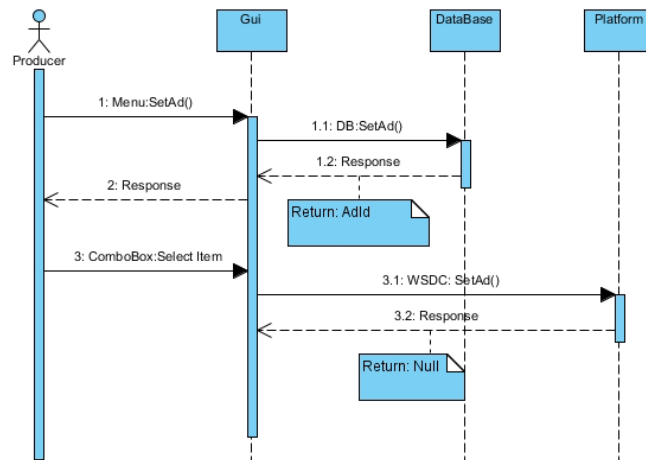 Gui
DataBase
Platform
Producer
1: Menu:SetAd()
1.1: DB:SetAd()
1.2: Response
2: Response
Return: AdId
3: ComboBox:Select Item
3.1: WSDC: SetAd()
3.2: Response
Return: Null